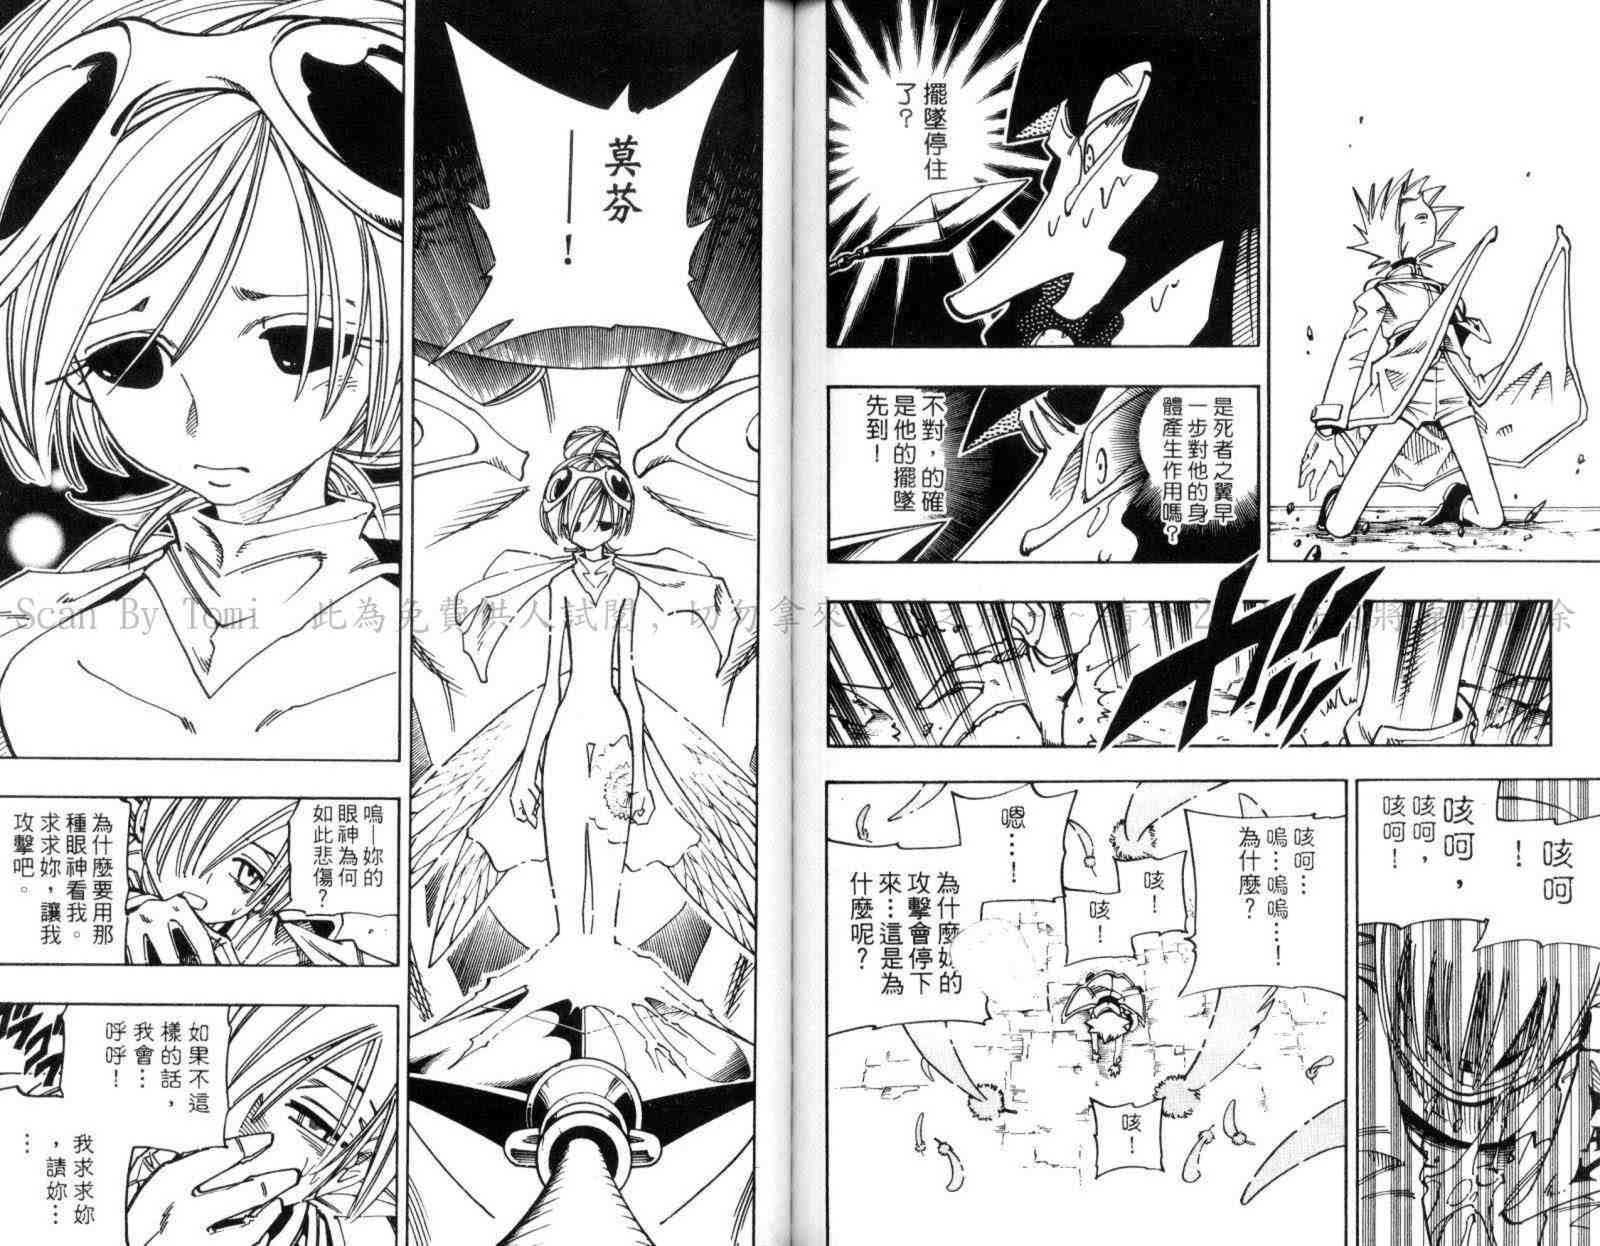 擺墜停住
了?
是死者之翼早
一步對他的身
體產生作用嗎?
不對,的確
是他的擺墜
先到!
咳呵
!
咳呵,
咳呵,
咳呵!
咳呵…
嗚…嗚嗚…!
為什麼?
咳!
咳!
嗯…!
為什麼妳的
攻擊會停下
來…這是為
什麼呢?
咳!
莫芬
——!
嗚—妳的
眼神為何
如此悲傷?
為什麼要用那
種眼神看我。
求求妳,讓我
攻擊吧。
如果不這
樣的話,
我會…
呼呼!
我求求妳
,請妳…
…
Scan By Tomi 此為免費供人試閱,切勿拿來